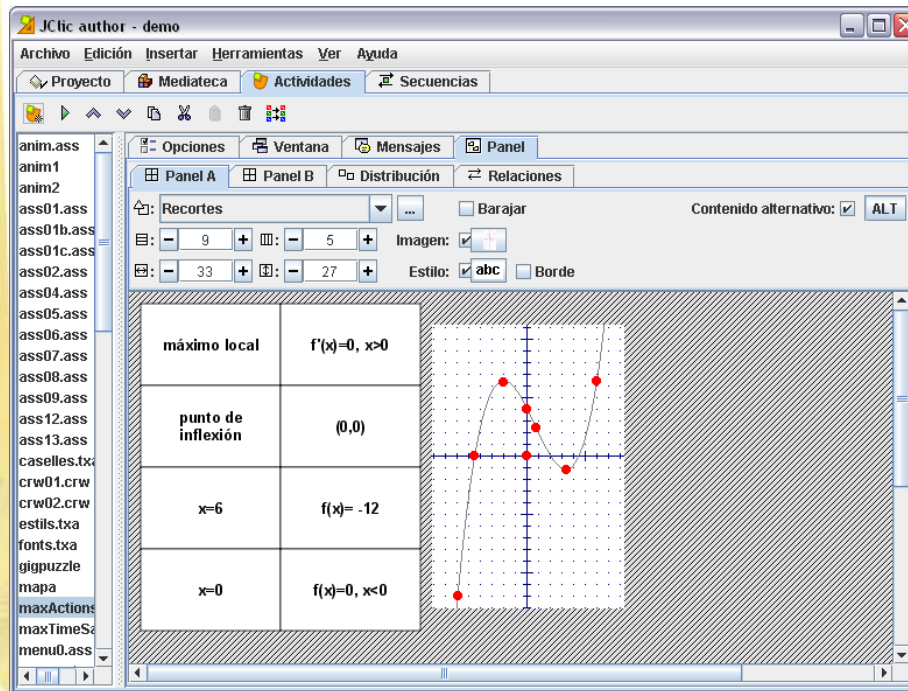 JClic author - demo
Archivo Edición Insertar Herramientas Ver Ayuda
Proyecto Mediateca Actividades Secuencias
anim.ass
anim1
anim2
ass01.ass
ass01b.ass
ass01c.ass
ass02.ass
ass04.ass
ass05.ass
ass06.ass
ass07.ass
ass08.ass
ass09.ass
ass12.ass
ass13.ass
caselles.txa
crw01.crw
crw02.crw
estils.txa
fonts.txa
gigpuzzle
mapa
maxActions
maxTimeSa
menu0.ass
Opciones Ventana Mensajes Panel
Panel A Panel B Distribución Relaciones
Recortes ... Barajar Contenido alternativo: ALT
9 5 Imagen:
33 27 Estilo: abc Borde
máximo local
f'(x)=0, x>0
punto de
inflexión
(0,0)
x=6
f(x)= -12
x=0
f(x)=0, x<0